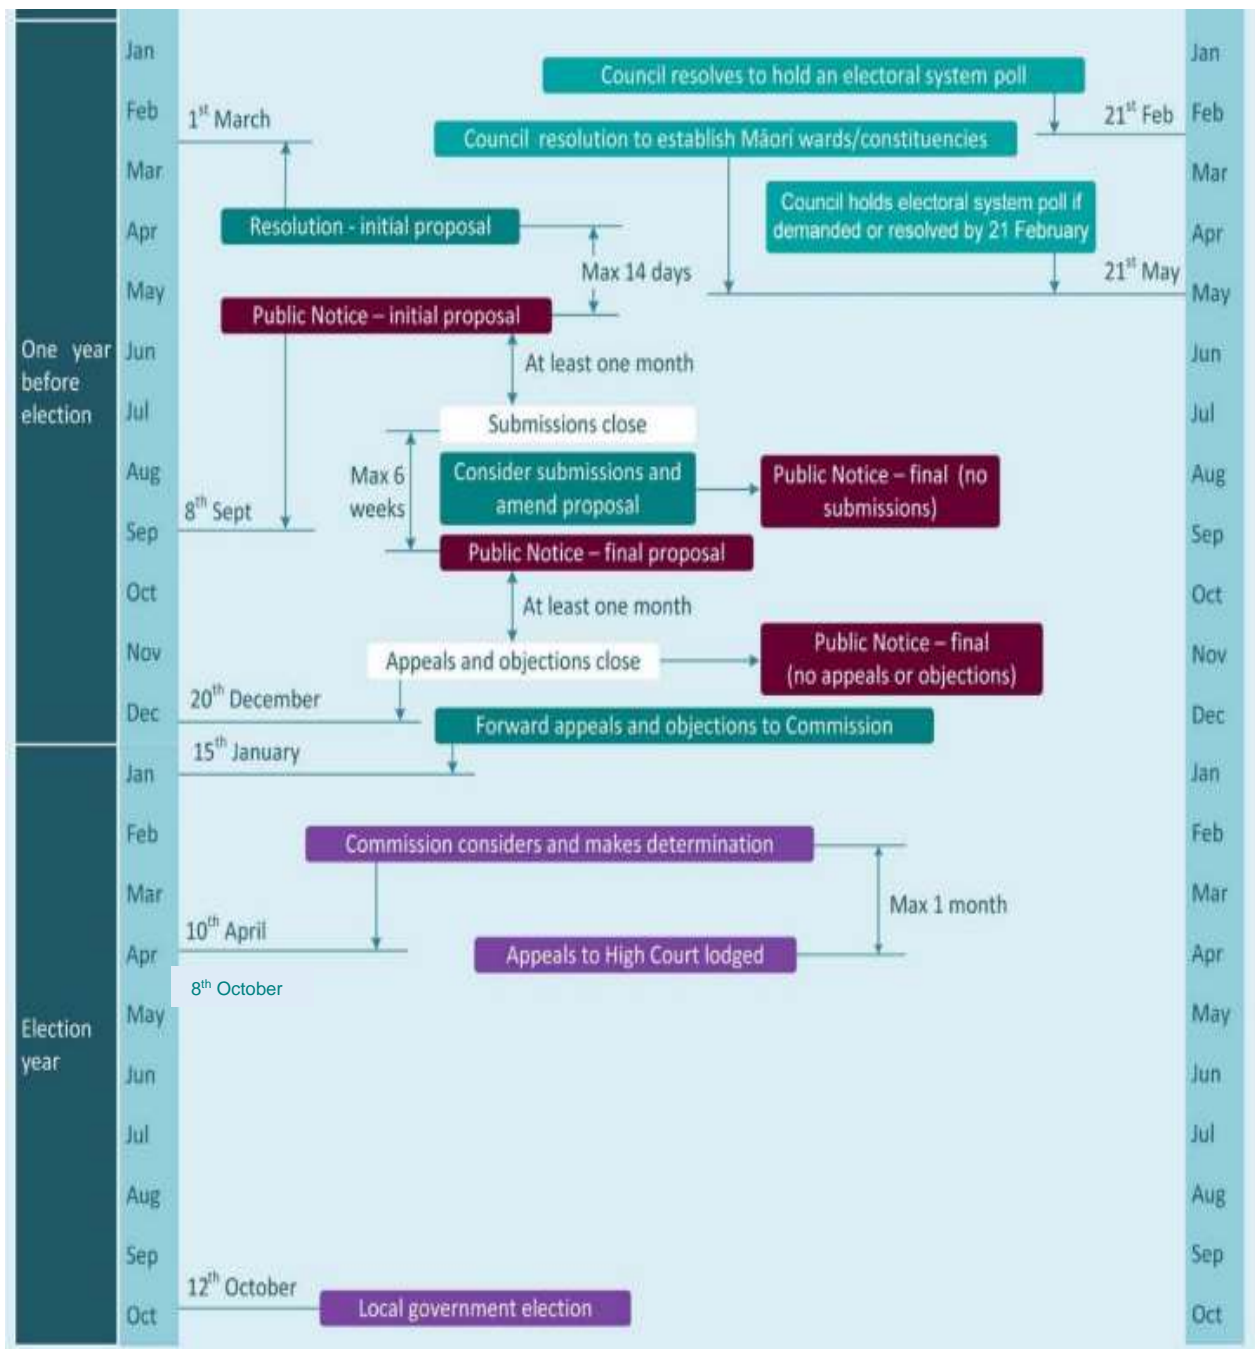 Jan
Feb
Mar
Apr
May
Jun
Jul
Aug
Sep
Oct
Nov
Dec
Jan
Feb
Mar
Apr
May
Jun
Jul
Aug
Sep
Oct
One year
before
election
Election
year
Council resolves to hold an electoral system poll
21st Feb
1st March
Council resolution to establish Māori wards/constituencies
Council holds electoral system poll if
demanded or resolved by 21 February
Resolution - initial proposal
Max 14 days
21st May
Public Notice – initial proposal
At least one month
Submissions close
Max 6
weeks
Consider submissions and
amend proposal
Public Notice – final (no
submissions)
8th Sept
Public Notice – final proposal
At least one month
Appeals and objections close
Public Notice – final
(no appeals or objections)
20th December
Forward appeals and objections to Commission
15th January
Commission considers and makes determination
Max 1 month
10th April
Appeals to High Court lodged
8th October
12th October
Local government election
Jan
Feb
Mar
Apr
May
Jun
Jul
Aug
Sep
Oct
Nov
Dec
Jan
Feb
Mar
Apr
May
Jun
Jul
Aug
Sep
Oct